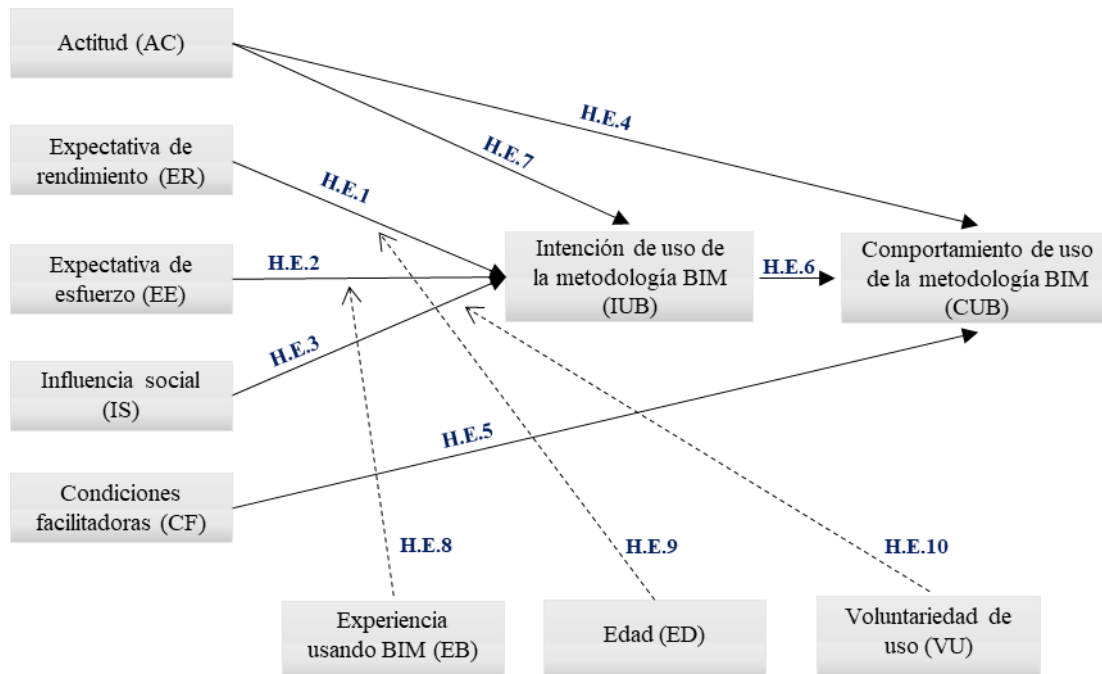 Actitud (AC)
H.E.4
H.E.7
Expectativa de
rendimiento (ER)
H.E.1
Expectativa de
esfuerzo (EE)
H.E.2
Intención de uso de
la metodología BIM
(IUB)
H.E.6
Comportamiento de uso
de la metodología BIM
(CUB)
H.E.3
Influencia social
(IS)
H.E.5
Condiciones
facilitadoras (CF)
H.E.8
H.E.9
H.E.10
Experiencia
usando BIM (EB)
Edad (ED)
Voluntariedad de
uso (VU)